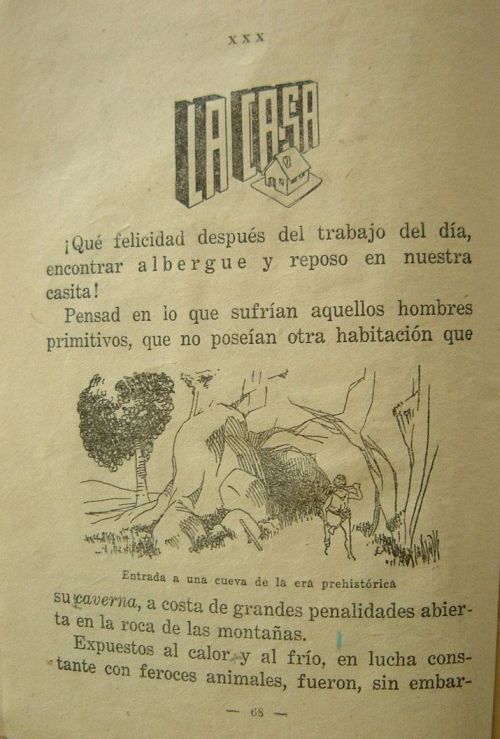 XXX
LA CASA
¡Qué felicidad después del trabajo del día,
encontrar albergue y reposo en nuestra
casita!
Pensad en lo que sufrían aquellos hombres
primitivos, que no poseían otra habitación que
Entrada a una cueva de la era prehistórica
su caverna, a costa de grandes penalidades abier-
ta en la roca de las montañas.
Expuestos al calor y al frío, en lucha cons-
tante con feroces animales, fueron, sin embar-
— 68 —